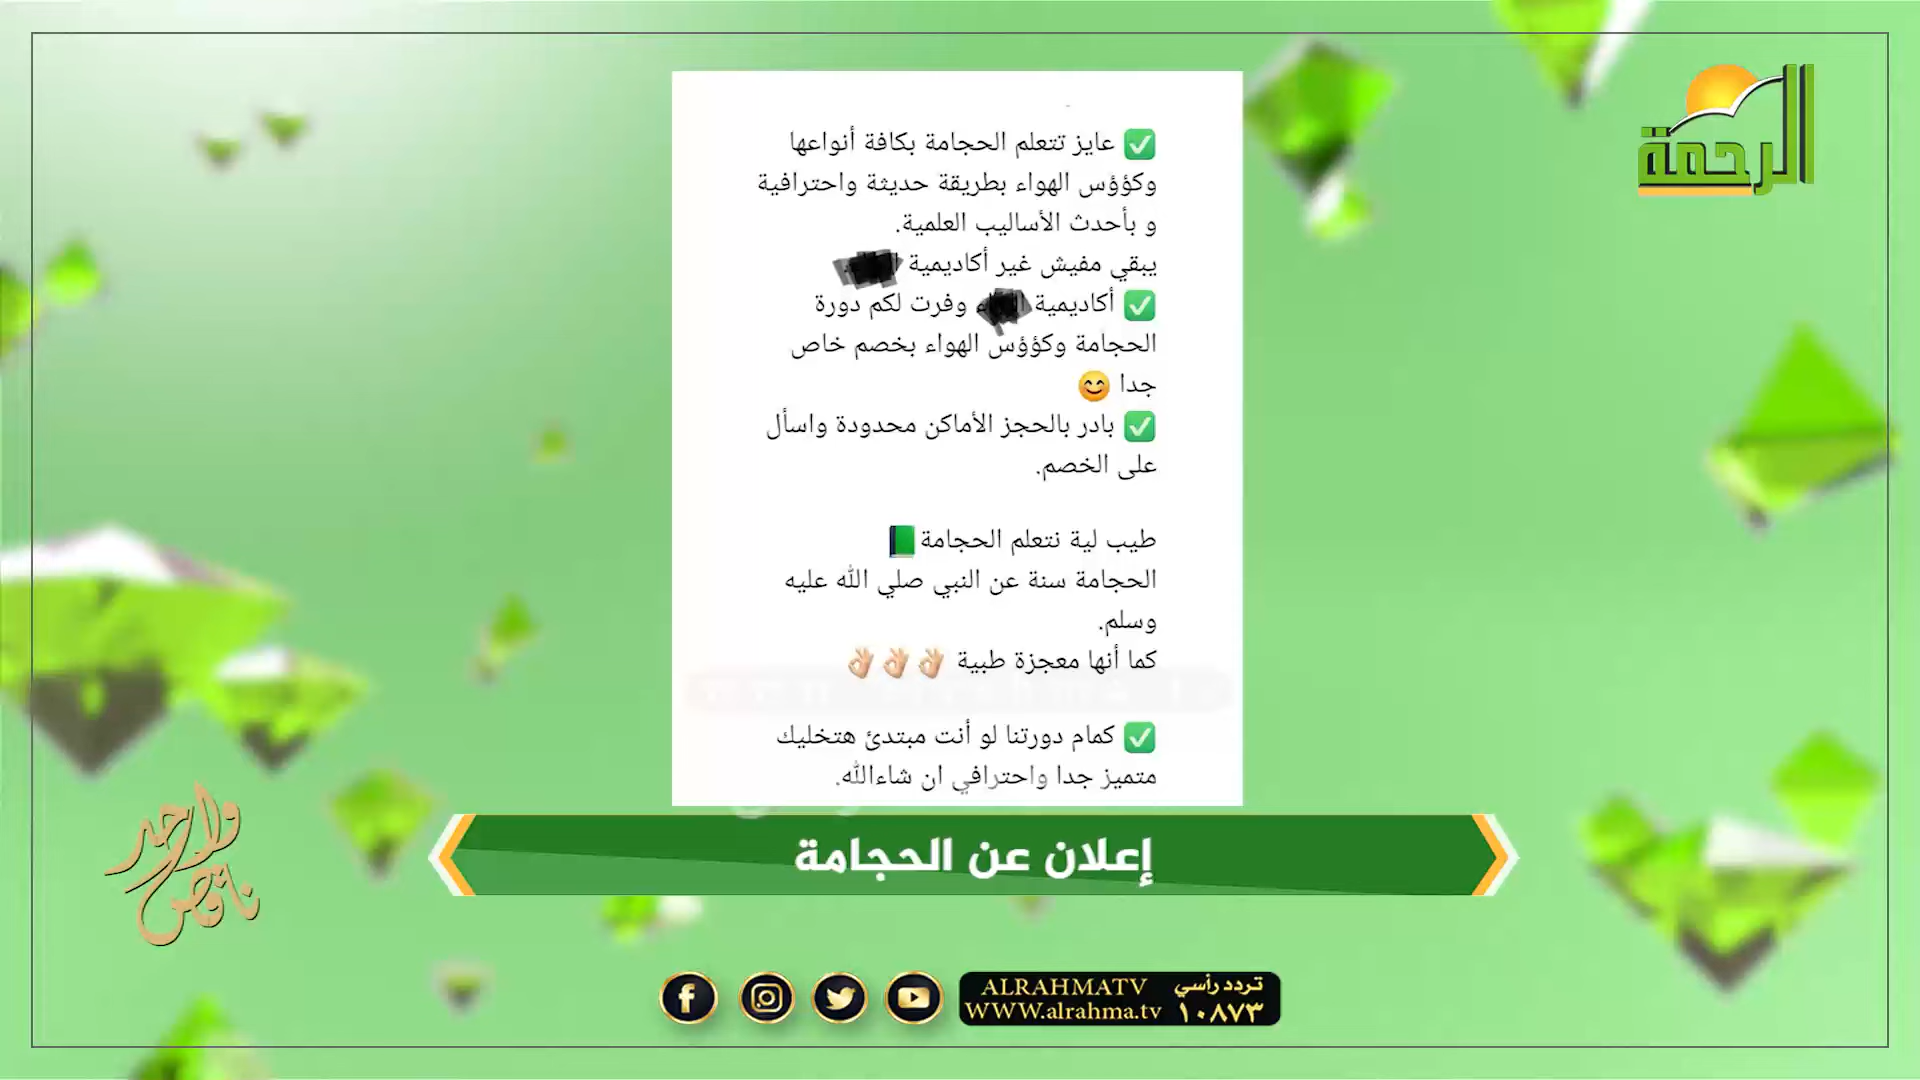 الرحمة
✅ عايز تتعلم الحجامة بكافة أنواعها
وكؤؤس الهواء بطريقة حديثة واحترافية
و بأحدث الأساليب العلمية.
يبقي مفيش غير أكاديمية
✅ أكاديمية وفرت لكم دورة
الحجامة وكؤؤس الهواء بخصم خاص
جدا 😊
✅ بادر بالحجز الأماكن محدودة واسأل
على الخصم.
طيب لية نتعلم الحجامة📗
الحجامة سنة عن النبي صلي الله عليه
وسلم.
كما أنها معجزة طبية 👌🏻👌🏻👌🏻
✅ كمام دورتنا لو أنت مبتدئ هتخليك
متميز جدا واحترافي ان شاءالله.
إعلان عن الحجامة
واحد
ناقص
ALRAHMATV تردد رأسي
WWW.alrahma.tv ١٠٨٧٣